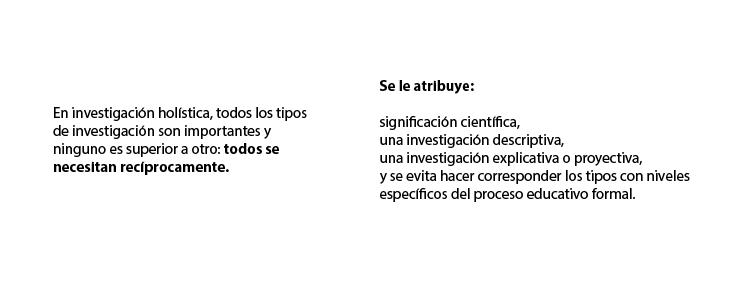 En investigación holística, todos los tipos
de investigación son importantes y
ninguno es superior a otro: todos se
necesitan recíprocamente.
Se le atribuye:
significación científica,
una investigación descriptiva,
una investigación explicativa o proyectiva,
y se evita hacer corresponder los tipos con niveles
específicos del proceso educativo formal.